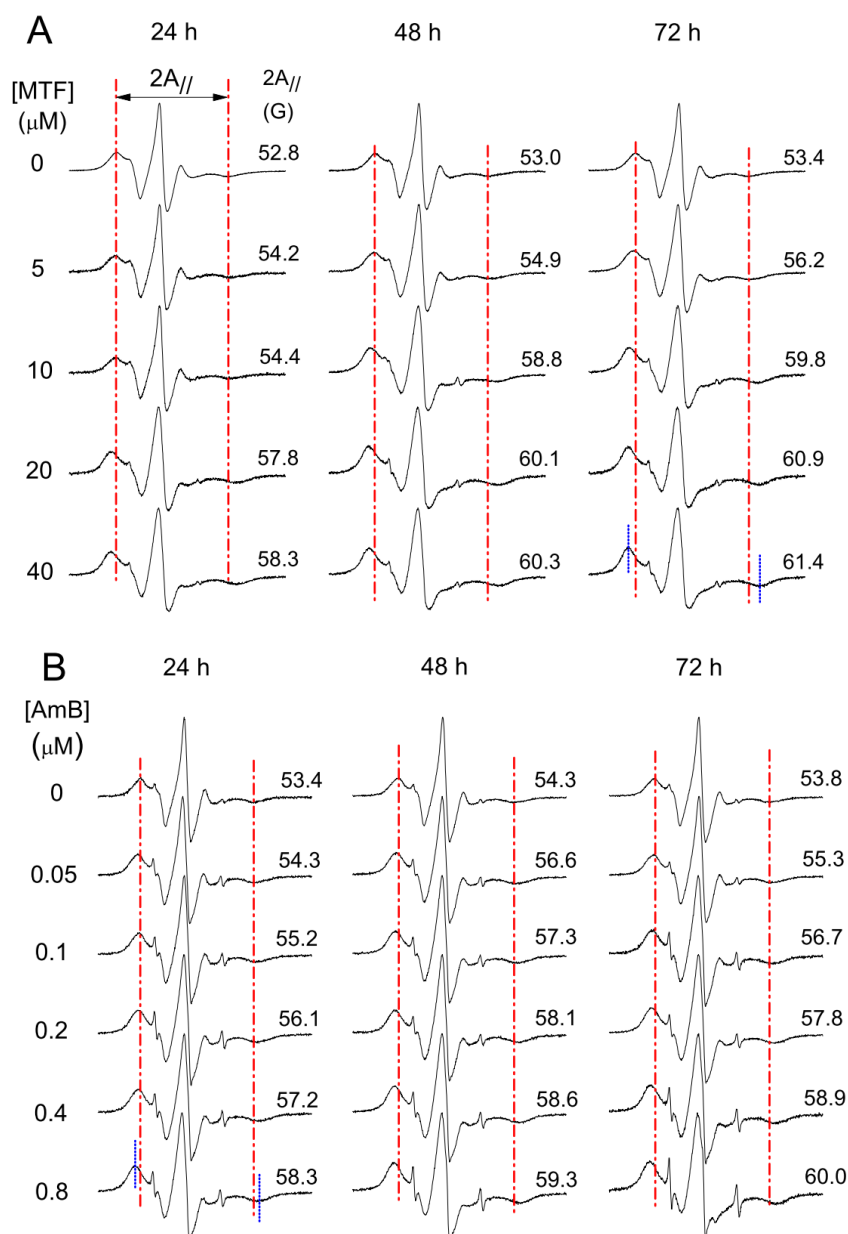 A
24 h 48 h 72 h
[MTF] 2A// 2A//
(μM) (G)
0 52.8 53.0 53.4
5 54.2 54.9 56.2
10 54.4 58.8 59.8
20 57.8 60.1 60.9
40 58.3 60.3 61.4
B
24 h 48 h 72 h
[AmB]
(μM)
0 53.4 54.3 53.8
0.05 54.3 56.6 55.3
0.1 55.2 57.3 56.7
0.2 56.1 58.1 57.8
0.4 57.2 58.6 58.9
0.8 58.3 59.3 60.0